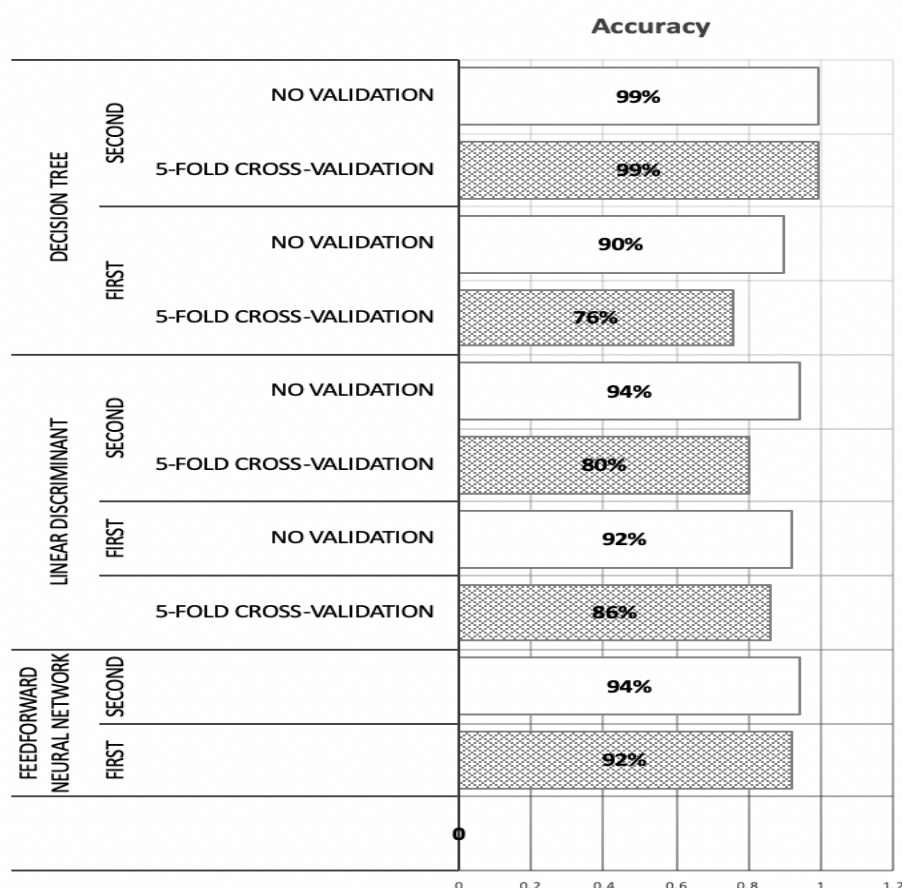 Accuracy
DECISION TREE
SECOND
NO VALIDATION
99%
5-FOLD CROSS-VALIDATION
99%
FIRST
NO VALIDATION
90%
5-FOLD CROSS-VALIDATION
76%
LINEAR DISCRIMINANT
SECOND
NO VALIDATION
94%
5-FOLD CROSS-VALIDATION
80%
FIRST
NO VALIDATION
92%
5-FOLD CROSS-VALIDATION
86%
FEEDFORWARD
NEURAL NETWORK
SECOND
94%
FIRST
92%
0
0 0.2 0.4 0.6 0.8 1 1.2